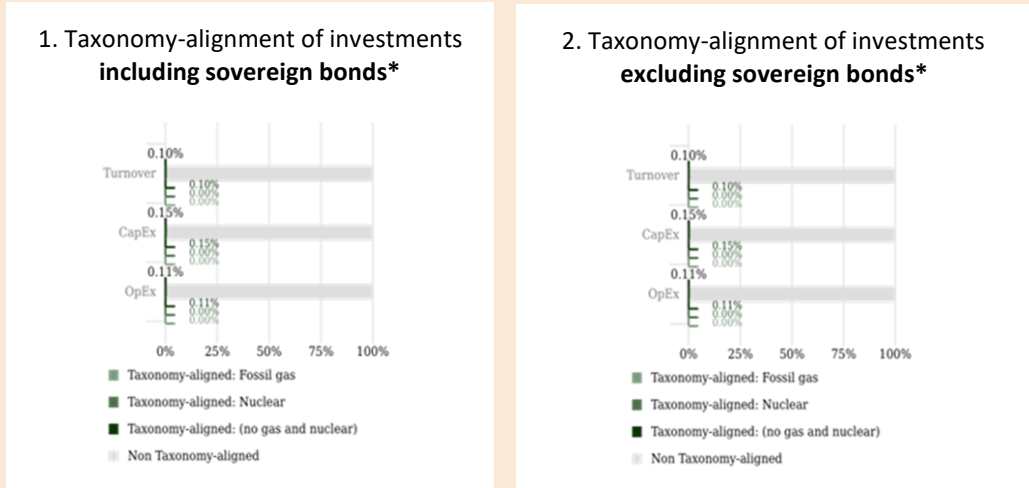 1. Taxonomy-alignment of investments
including sovereign bonds*
0.10%
Turnover
0.10%
0.00%
0.00%
0.15%
CapEx
0.15%
0.00%
0.00%
0.11%
OpEx
0.11%
0.00%
0.00%
0% 25% 50% 75% 100%
Taxonomy-aligned: Fossil gas
Taxonomy-aligned: Nuclear
Taxonomy-aligned: (no gas and nuclear)
Non Taxonomy-aligned
2. Taxonomy-alignment of investments
excluding sovereign bonds*
0.10%
Turnover
0.10%
0.00%
0.00%
0.15%
CapEx
0.15%
0.00%
0.00%
0.11%
OpEx
0.11%
0.00%
0.00%
0% 25% 50% 75% 100%
Taxonomy-aligned: Fossil gas
Taxonomy-aligned: Nuclear
Taxonomy-aligned: (no gas and nuclear)
Non Taxonomy-aligned